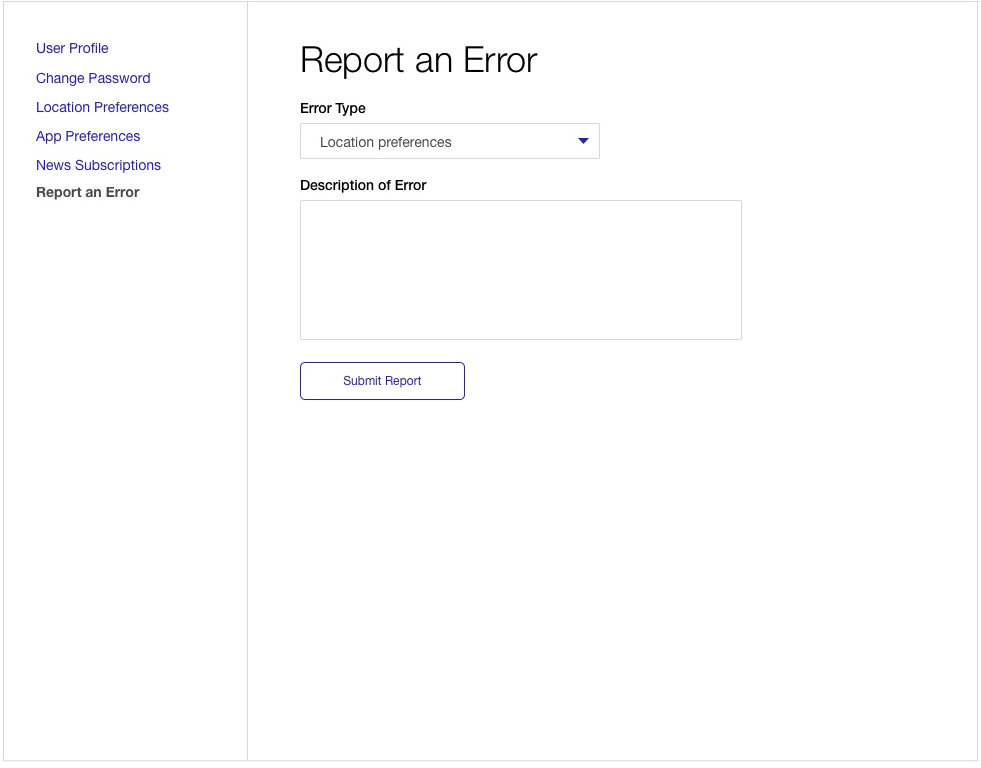 User Profile
Change Password
Location Preferences
App Preferences
News Subscriptions
Report an Error
Report an Error
Error Type
Location preferences
Description of Error
Submit Report